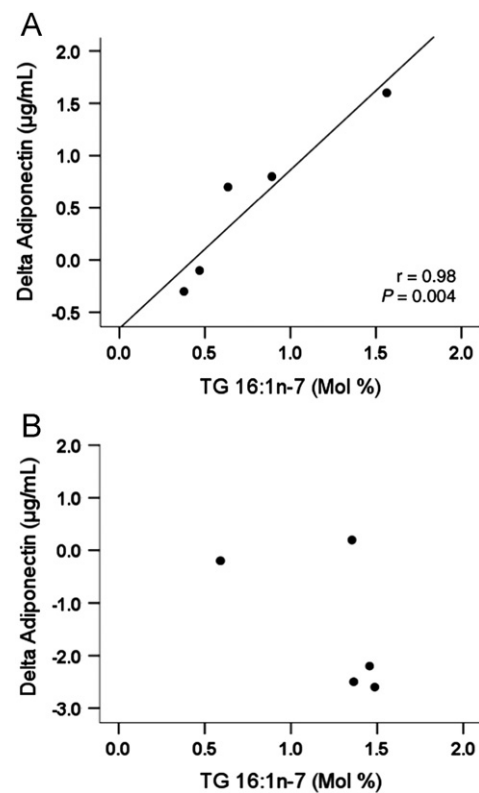 A
Delta Adiponectin (µg/mL)
2.0
1.5
1.0
0.5
0.0
-0.5
r = 0.98
P = 0.004
0.0 0.5 1.0 1.5 2.0
TG 16:1n-7 (Mol %)
B
Delta Adiponectin (µg/mL)
2.0
1.0
0.0
-1.0
-2.0
-3.0
0.0 0.5 1.0 1.5 2.0
TG 16:1n-7 (Mol %)